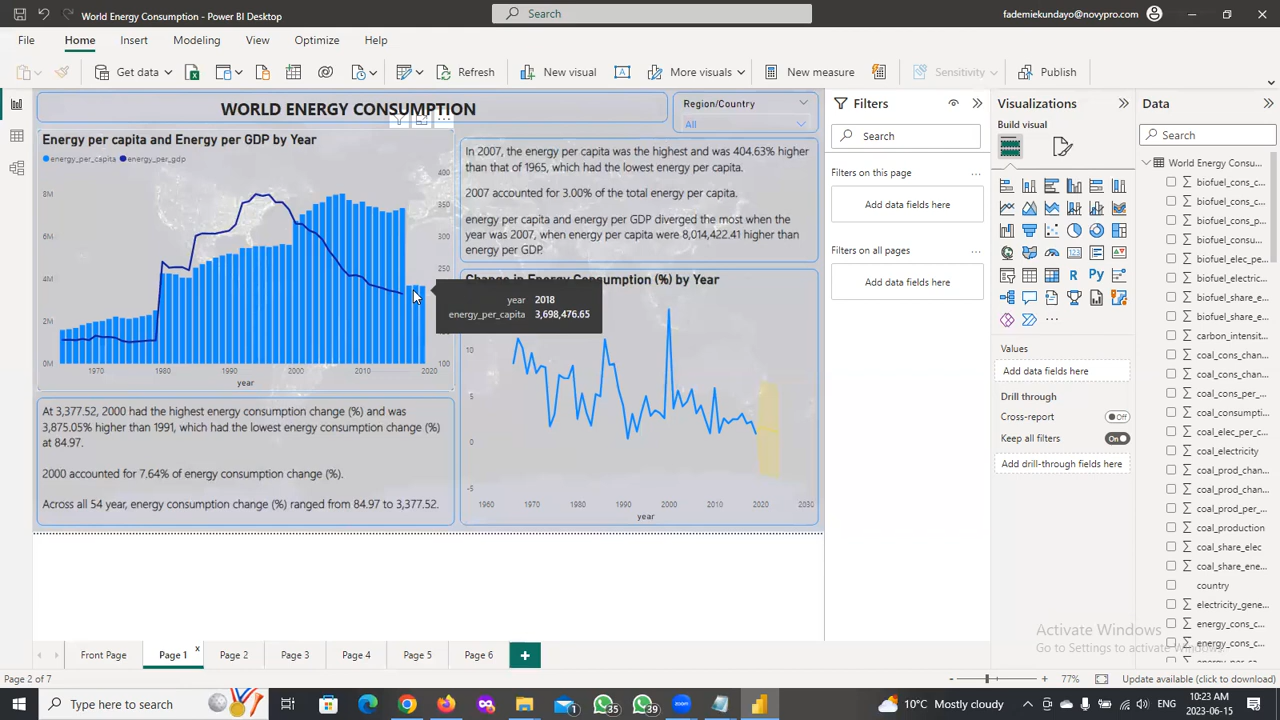 World Energy Consumption - Power BI Desktop
Search
fademiekundayo@novypro.com
File
Home
Insert
Modeling
View
Optimize
Help
Get data
Refresh
New visual
More visuals
New measure
Sensitivity
Publish
WORLD ENERGY CONSUMPTION
Region/Country
All
Energy per capita and Energy per GDP by Year
energy_per_capita energy_per_gdp
8M
6M
4M
2M
0M
400
350
300
250
100
1970 1980 1990 2000 2010 2020
year
year 2018
energy_per_capita 3,698,476.65
In 2007, the energy per capita was the highest and was 404.63% higher
than that of 1965, which had the lowest energy per capita.
2007 accounted for 3.00% of the total energy per capita.
energy per capita and energy per GDP diverged the most when the
year was 2007, when energy per capita were 8,014,422.41 higher than
energy per GDP.
Change in Energy Consumption (%) by Year
10
5
0
-5
1960 1970 1980 1990 2000 2010 2020 2030
year
At 3,377.52, 2000 had the highest energy consumption change (%) and was
3,875.05% higher than 1991, which had the lowest energy consumption change (%)
at 84.97.
2000 accounted for 7.64% of energy consumption change (%).
Across all 54 year, energy consumption change (%) ranged from 84.97 to 3,377.52.
Filters
Search
Filters on this page
...
Add data fields here
Filters on all pages
...
Add data fields here
Visualizations
Build visual
R Py
...
Values
Add data fields here
Drill through
Cross-report Off
Keep all filters On
Add drill-through fields here
Data
Search
World Energy Consu...
biofuel_cons_c...
biofuel_cons_c...
biofuel_cons_p...
biofuel_consu...
biofuel_elec_pe...
biofuel_electric...
biofuel_share_e...
biofuel_share_e...
carbon_intensit...
coal_cons_chan...
coal_cons_chan...
coal_cons_per_...
coal_consumpti...
coal_elec_per_c...
coal_electricity
coal_prod_chan...
coal_prod_chan...
coal_prod_per_...
coal_production
coal_share_elec
coal_share_ene...
country
electricity_gene...
energy_cons_c...
energy_cons_c...
Activate Windows
Go to Settings to activate Windows.
Front Page
Page 1
Page 2
Page 3
Page 4
Page 5
Page 6
Page 2 of 7
77%
Update available (click to download)
Type here to search
1
35
39
10°C Mostly cloudy
ENG
10:23 AM
2023-06-15